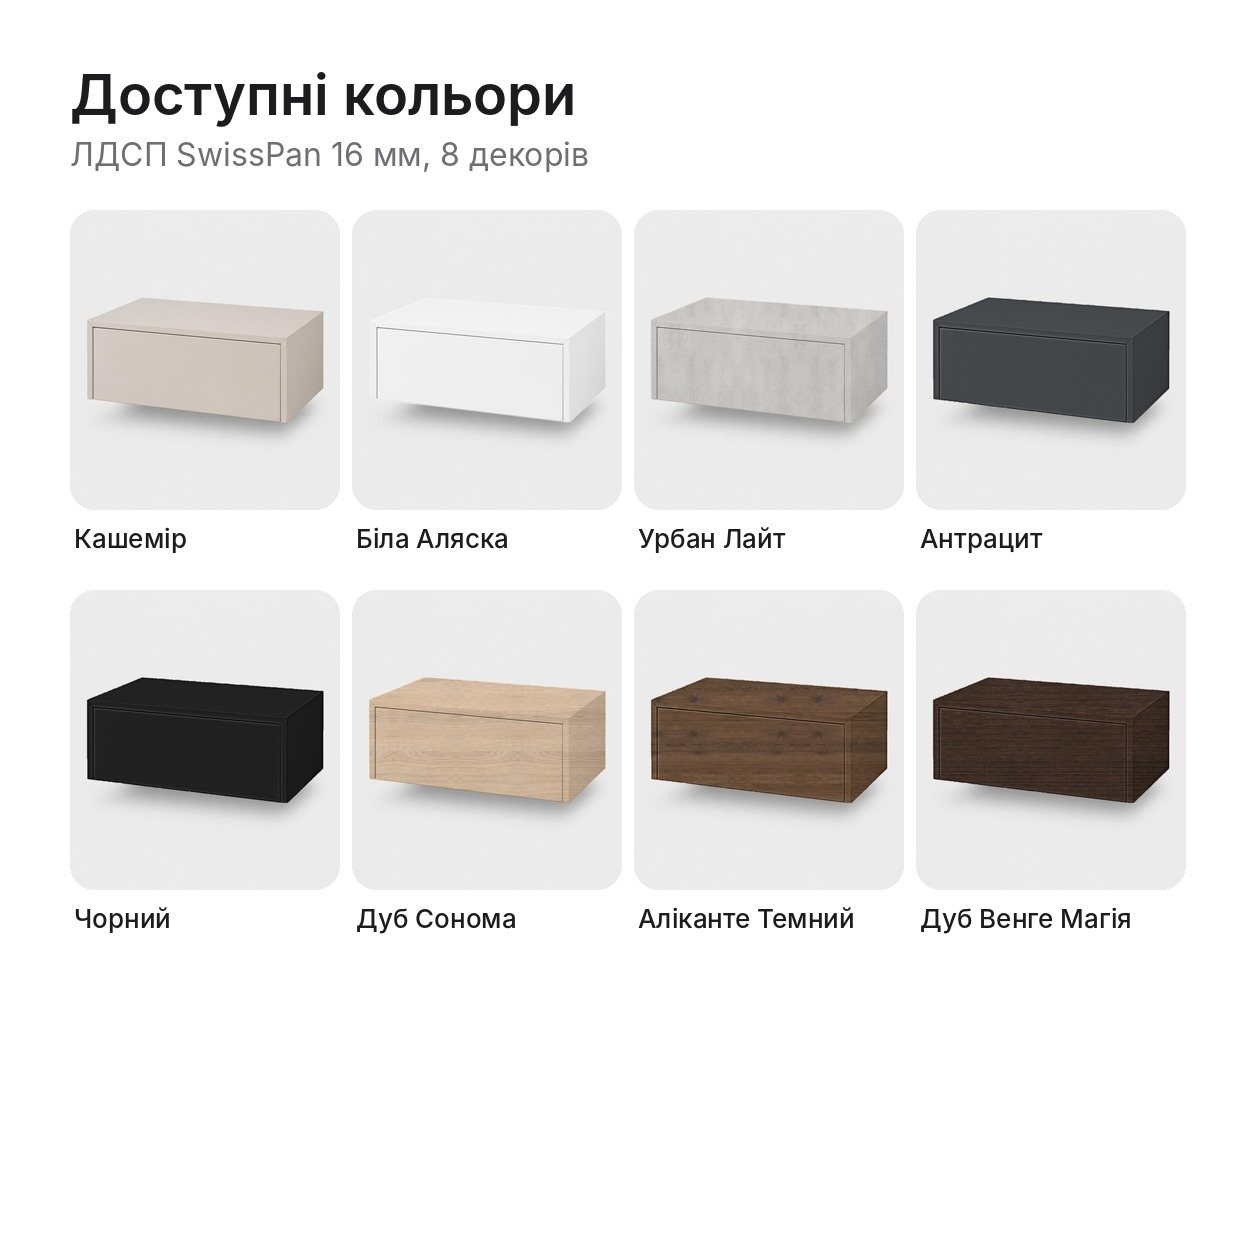 Доступні кольори
ЛДСП SwissPan 16 мм, 8 декорів
Кашемір
Біла Аляска
Урбан Лайт
Антрацит
Чорний
Дуб Сонома
Аліканте Темний
Дуб Венге Магія